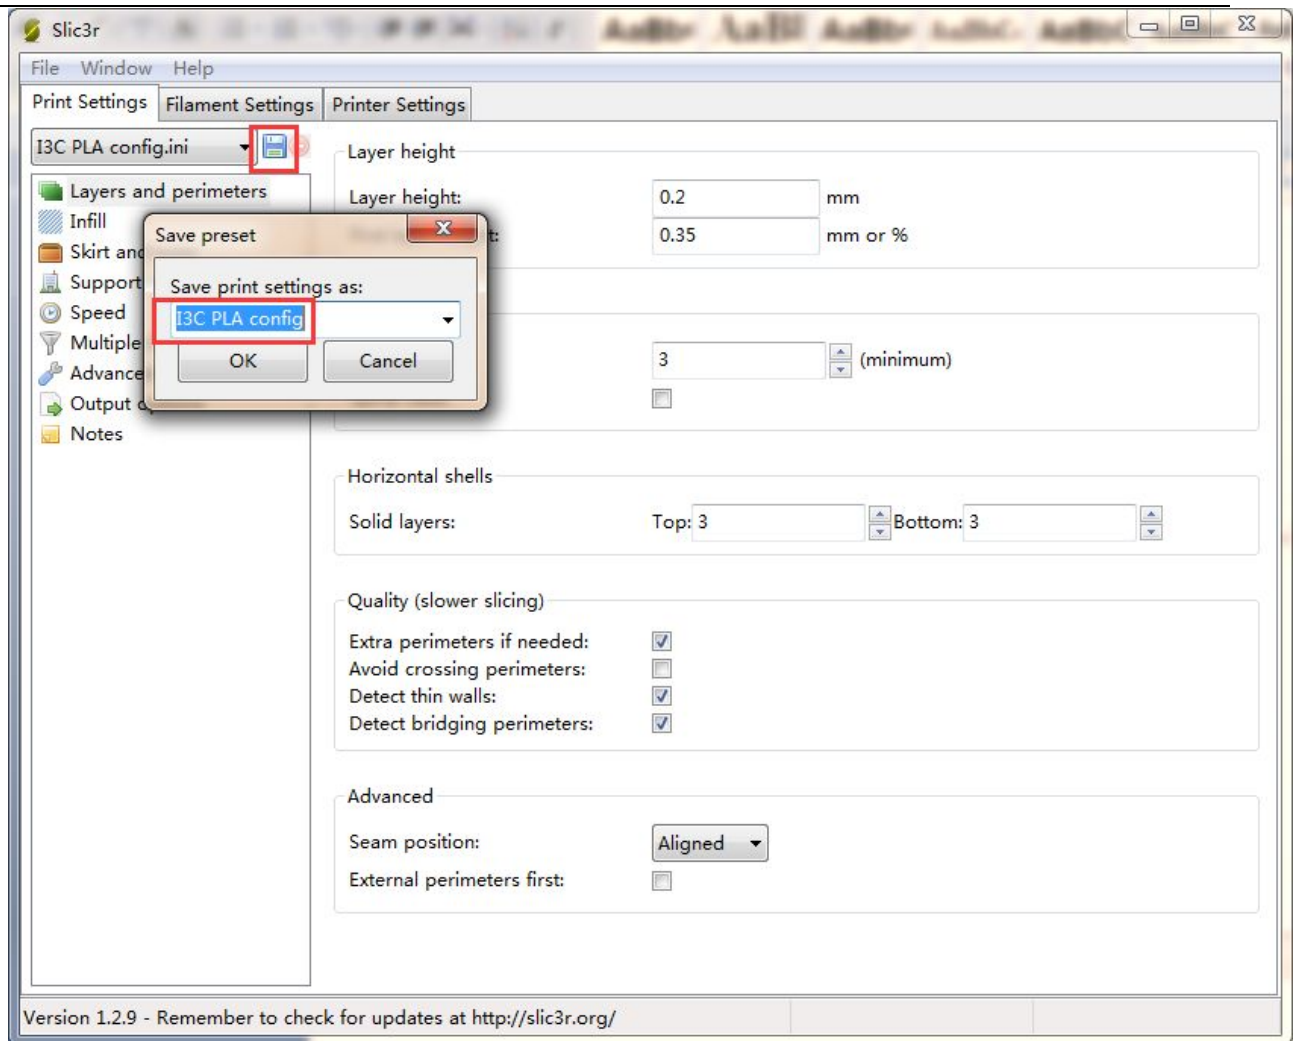 Slic3r
File Window Help
Print Settings Filament Settings Printer Settings
I3C PLA config.ini
Layers and perimeters
Infill
Skirt and
Support
Speed
Multiple
Advance
Output
Notes
Save preset
Save print settings as:
I3C PLA config
OK Cancel
Layer height
Layer height: 0.2 mm
t: 0.35 mm or %
3 (minimum)
Horizontal shells
Solid layers: Top: 3 Bottom: 3
Quality (slower slicing)
Extra perimeters if needed:
Avoid crossing perimeters:
Detect thin walls:
Detect bridging perimeters:
Advanced
Seam position: Aligned
External perimeters first:
Version 1.2.9 - Remember to check for updates at http://slic3r.org/